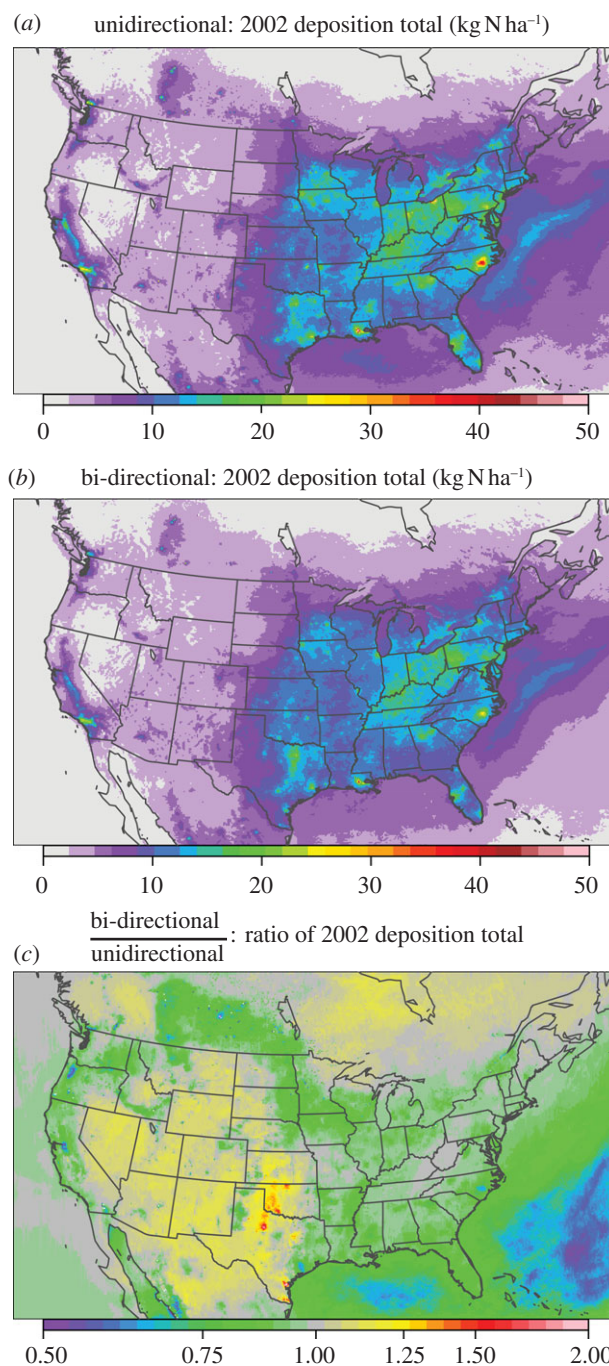 (a) unidirectional: 2002 deposition total (kg N ha⁻¹)
0 10 20 30 40 50
(b) bi-directional: 2002 deposition total (kg N ha⁻¹)
0 10 20 30 40 50
bi-directional
unidirectional
: ratio of 2002 deposition total
(c)
0.50 0.75 1.00 1.25 1.50 2.00